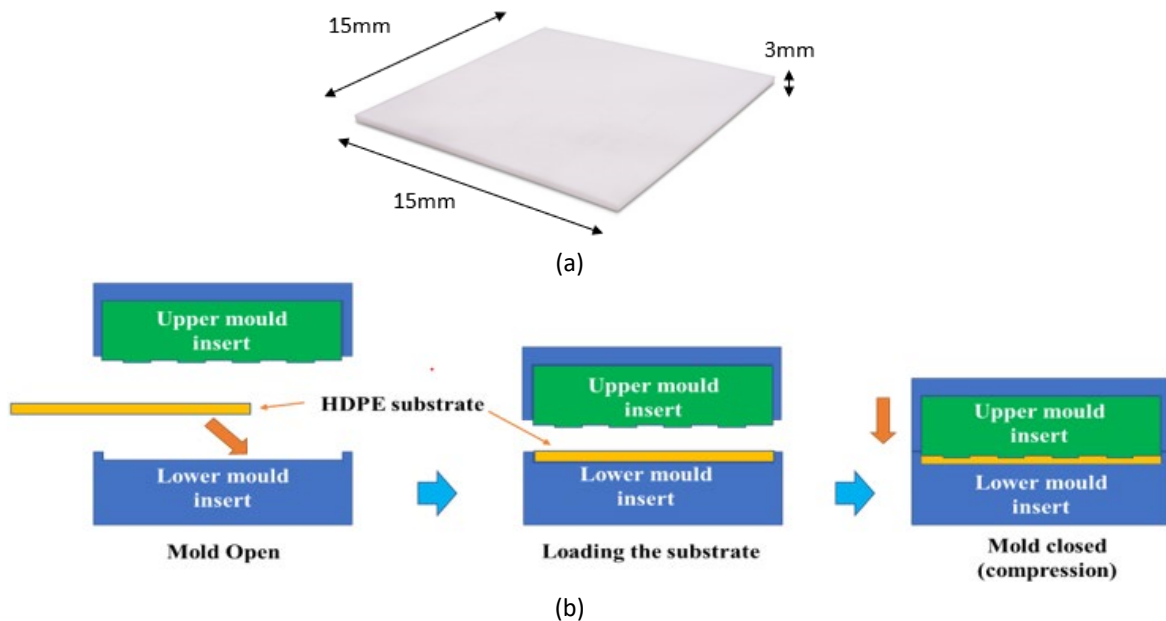 15mm
3mm
15mm
(a)
Upper mould
insert
HDPE substrate
Lower mould
insert
Mold Open
Upper mould
insert
Lower mould
insert
Loading the substrate
Upper mould
insert
Lower mould
insert
Mold closed
(compression)
(b)